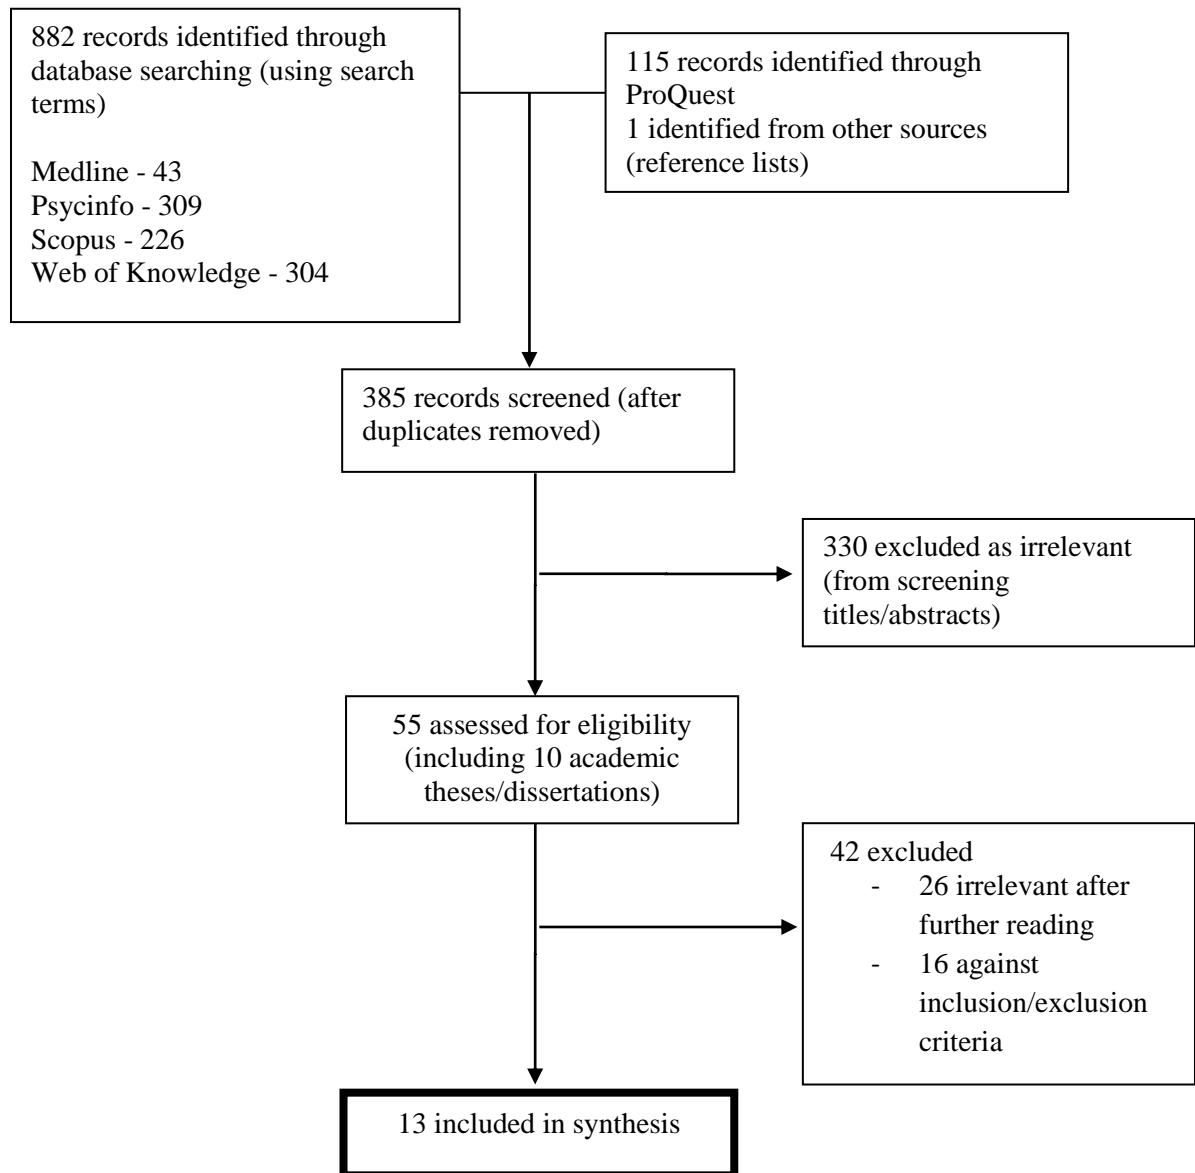 882 records identified through
database searching (using search
terms)
Medline - 43
Psycinfo - 309
Scopus - 226
Web of Knowledge - 304
115 records identified through
ProQuest
1 identified from other sources
(reference lists)
385 records screened (after
duplicates removed)
330 excluded as irrelevant
(from screening
titles/abstracts)
55 assessed for eligibility
(including 10 academic
theses/dissertations)
42 excluded
- 26 irrelevant after
further reading
- 16 against
inclusion/exclusion
criteria
13 included in synthesis